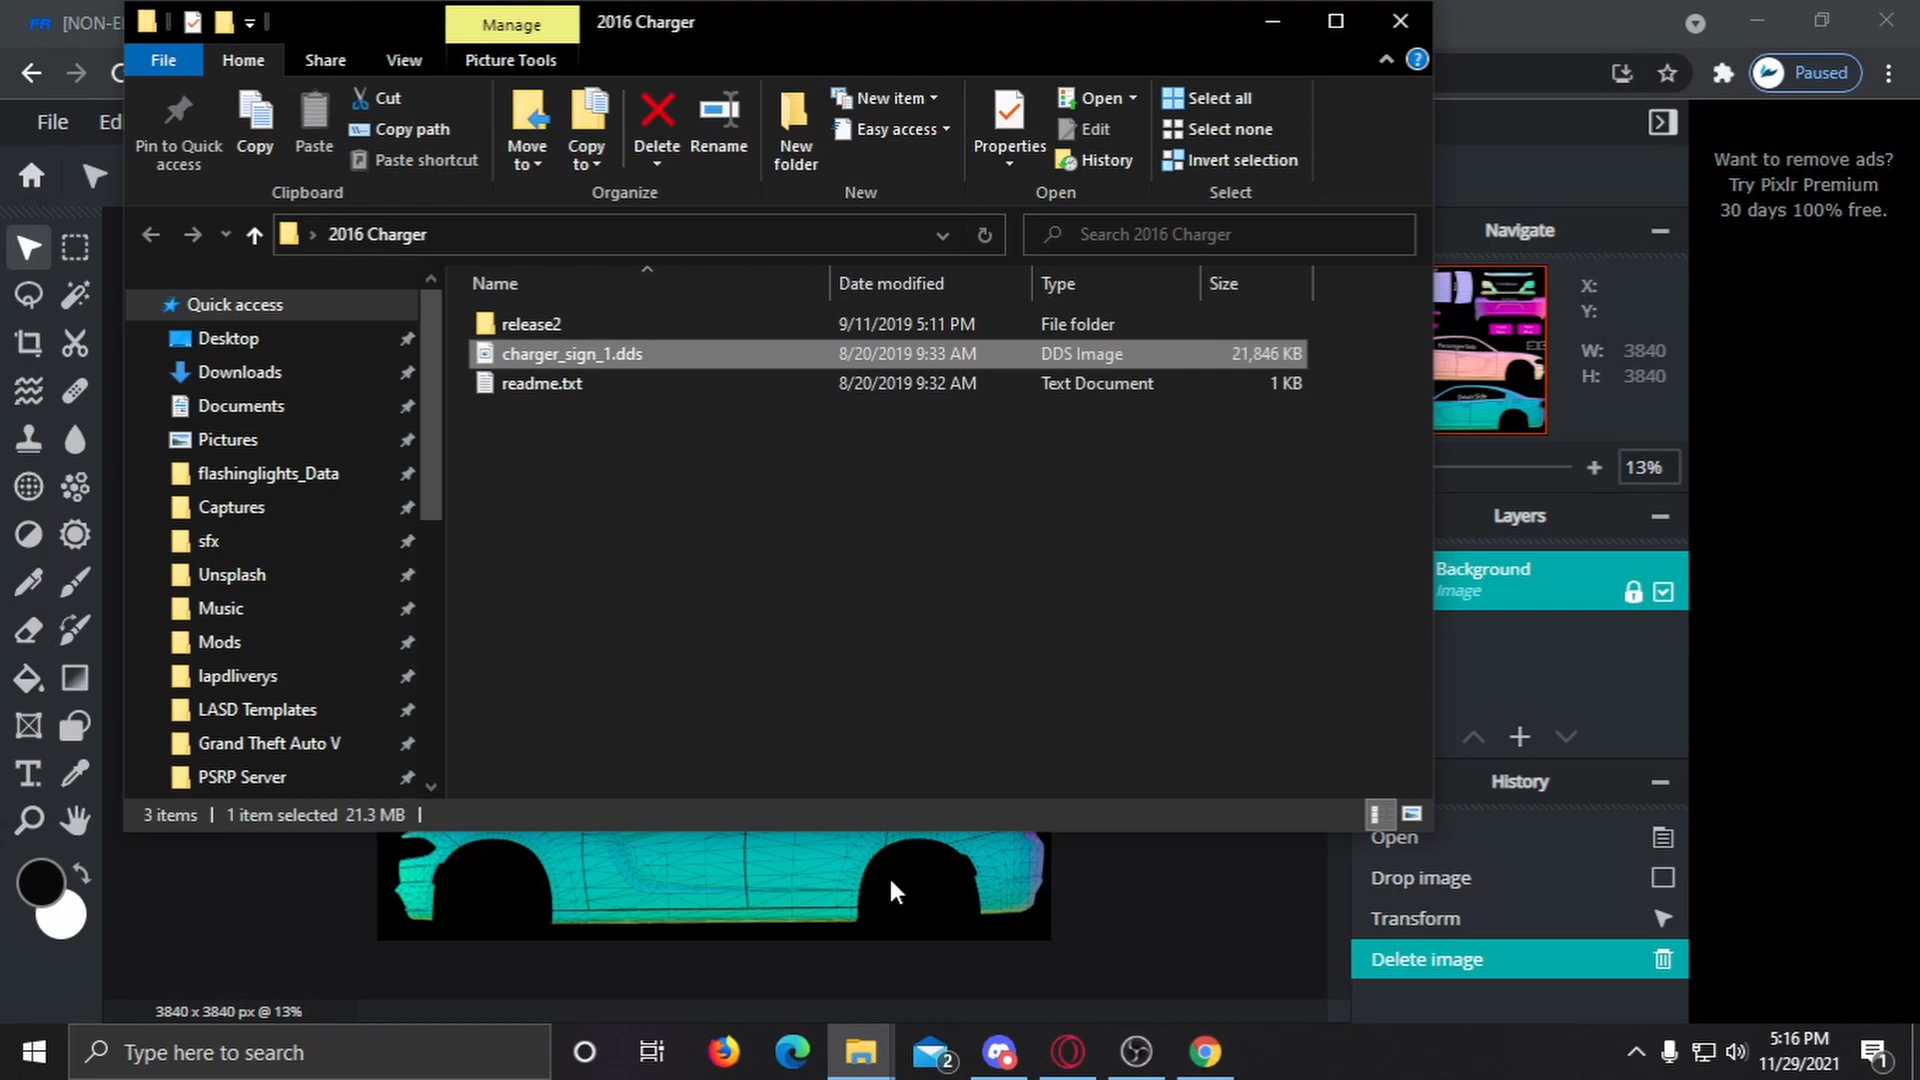 [NON-E
Manage
2016 Charger
File
Home
Share
View
Picture Tools
Paused
File
Ed
Pin to Quick access
Copy
Paste
Cut
Copy path
Paste shortcut
Clipboard
Move to
Copy to
Delete
Rename
Organize
New folder
New item
Easy access
New
Properties
Open
Edit
History
Open
Select all
Select none
Invert selection
Select
2016 Charger
Search 2016 Charger
Want to remove ads?
Try Pixlr Premium
30 days 100% free.
Navigate
Name
Date modified
Type
Size
release2
9/11/2019 5:11 PM
File folder
charger_sign_1.dds
8/20/2019 9:33 AM
DDS Image
21,846 KB
readme.txt
8/20/2019 9:32 AM
Text Document
1 KB
Quick access
Desktop
Downloads
Documents
Pictures
flashinglights_Data
Captures
sfx
Unsplash
Music
Mods
lapdliverys
LASD Templates
Grand Theft Auto V
PSRP Server
3 items
1 item selected 21.3 MB
X:
Y:
W: 3840
H: 3840
13%
Layers
Background
Image
History
Open
Drop image
Transform
Delete image
3840 x 3840 px @ 13%
Type here to search
2
5:16 PM
11/29/2021
1